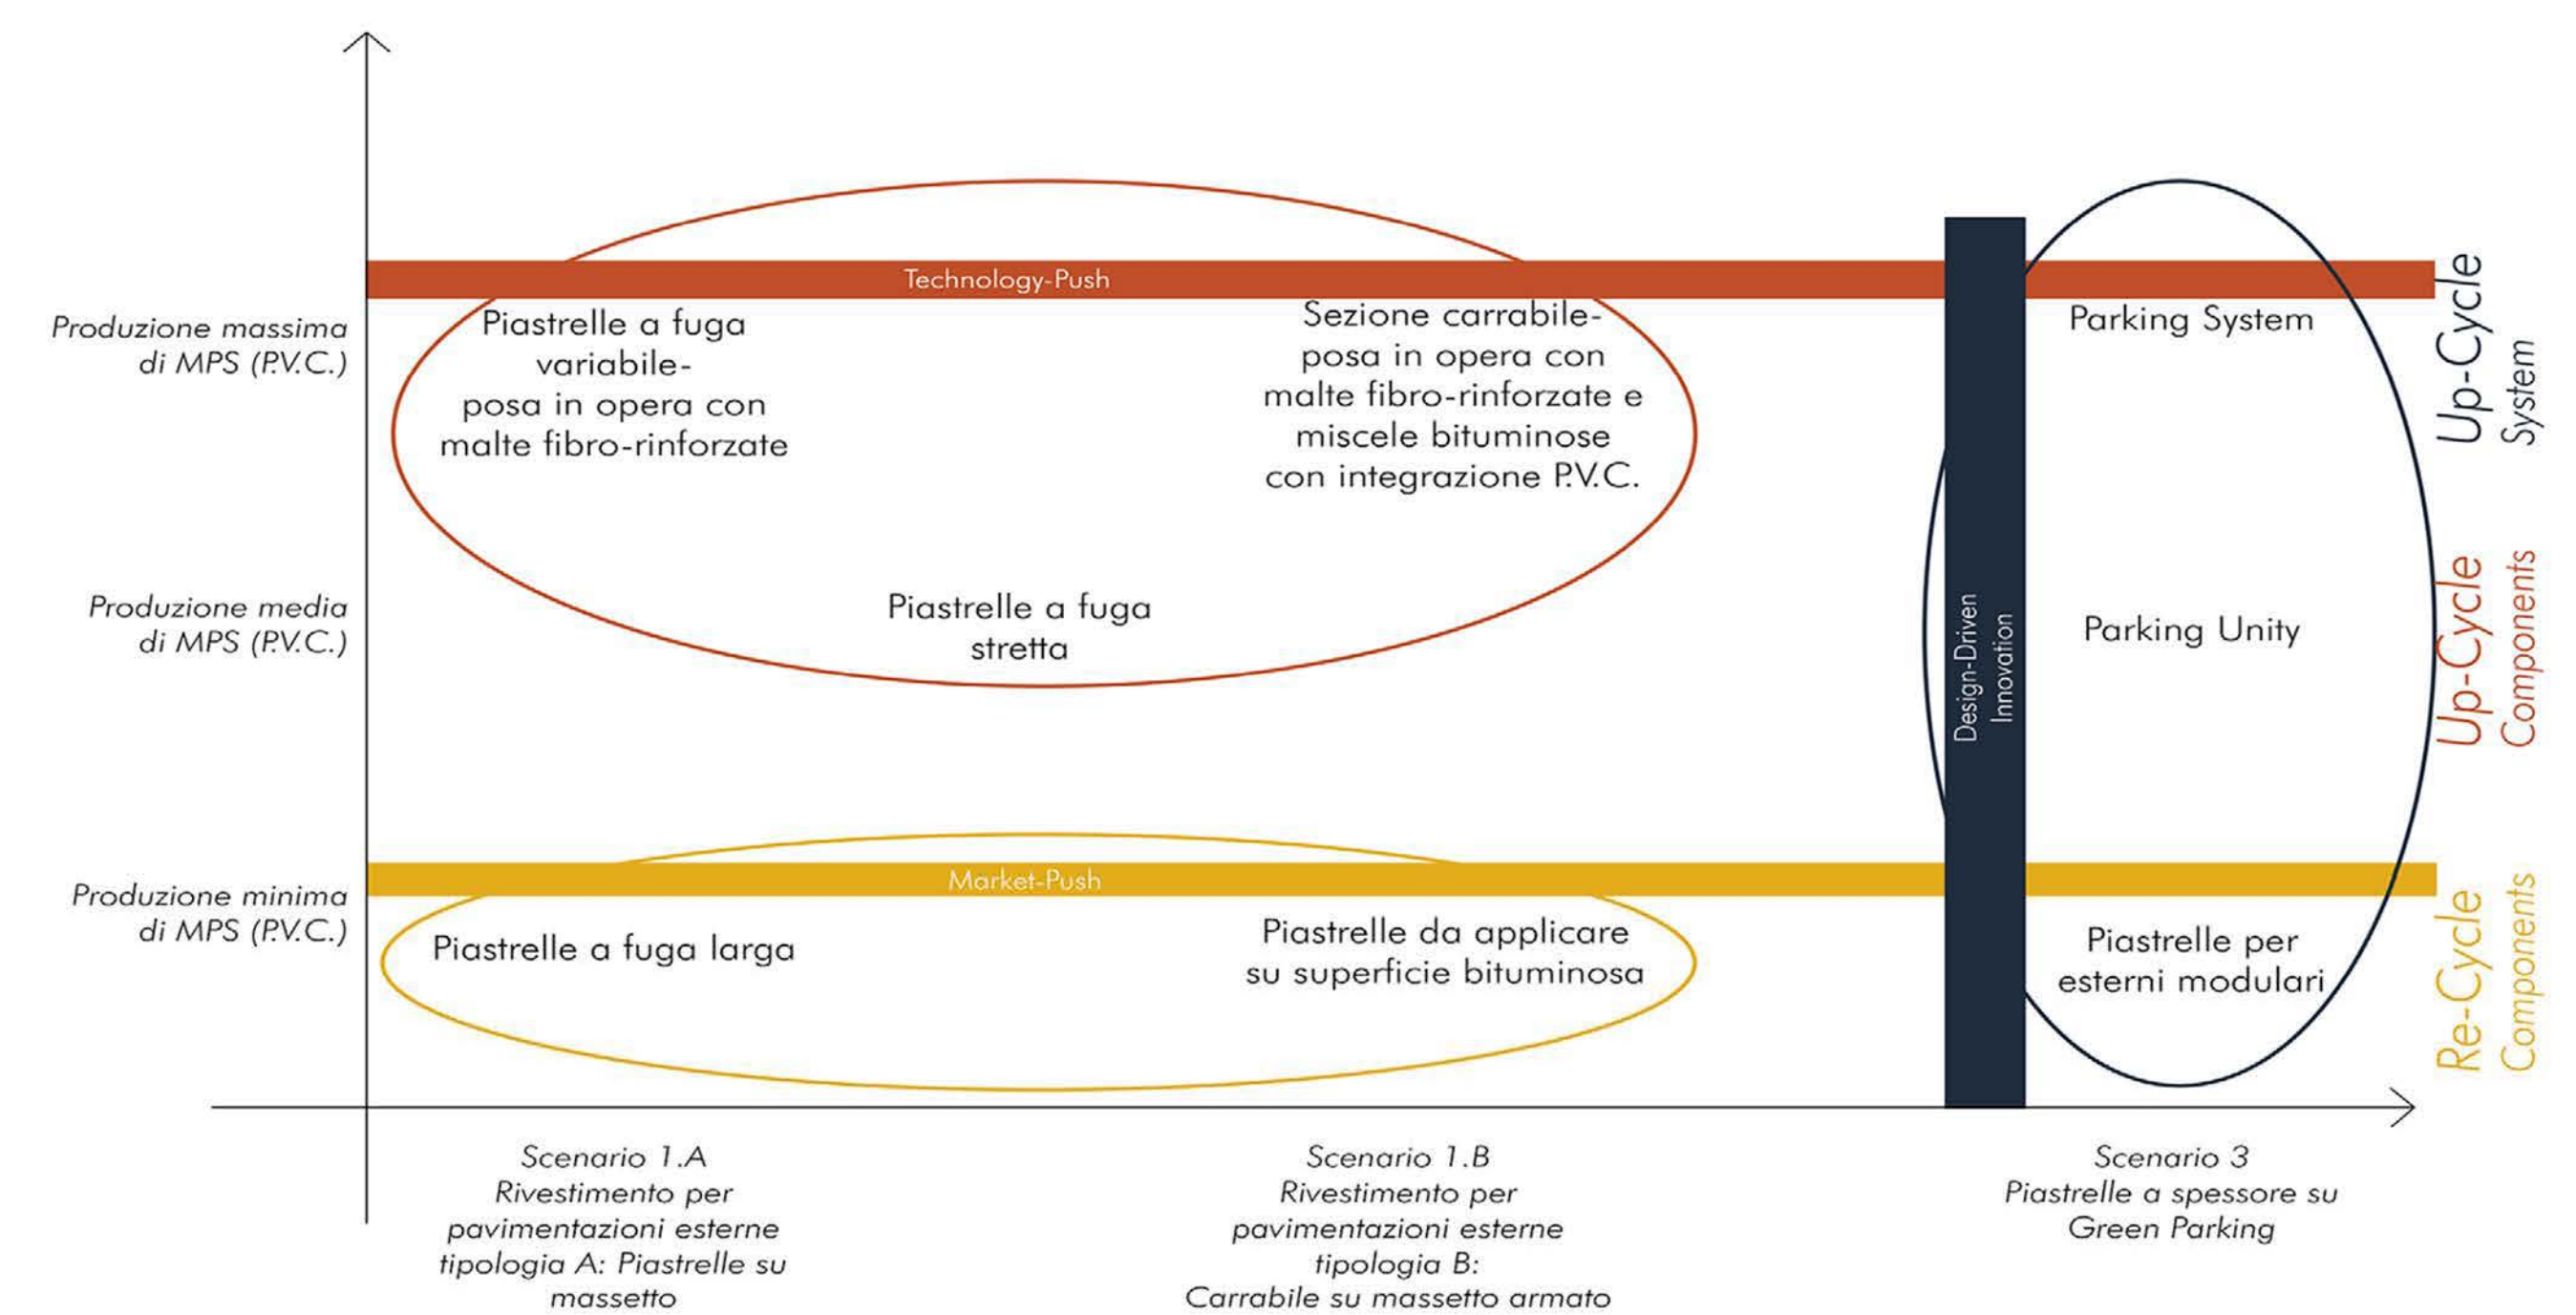 Technology-Push
Produzione massima
di MPS (P.V.C.)
Piastrelle a fuga
variabile-
posa in opera con
malte fibro-rinforzate
Sezione carrabile-
posa in opera con
malte fibro-rinforzate e
miscele bituminose
con integrazione P.V.C.
Parking System
Up-Cycle
System
Produzione media
di MPS (P.V.C.)
Piastrelle a fuga
stretta
Design-Driven
Innovation
Parking Unity
Up-Cycle
Components
Market-Push
Produzione minima
di MPS (P.V.C.)
Piastrelle a fuga larga
Piastrelle da applicare
su superficie bituminosa
Piastrelle per
esterni modulari
Re-Cycle
Components
Scenario 1.A
Rivestimento per
pavimentazioni esterne
tipologia A: Piastrelle su
massetto
Scenario 1.B
Rivestimento per
pavimentazioni esterne
tipologia B:
Carrabile su massetto armato
Scenario 3
Piastrelle a spessore su
Green Parking